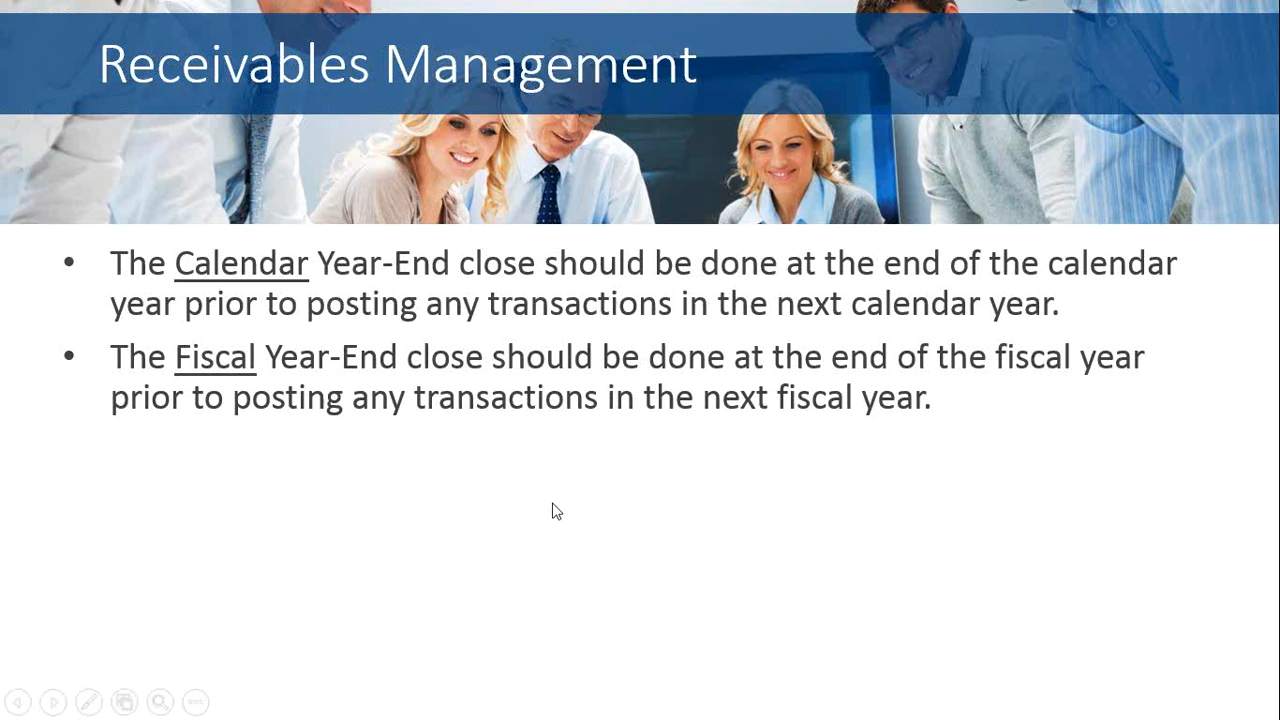 Receivables Management
• The Calendar Year-End close should be done at the end of the calendar
year prior to posting any transactions in the next calendar year.
• The Fiscal Year-End close should be done at the end of the fiscal year
prior to posting any transactions in the next fiscal year.